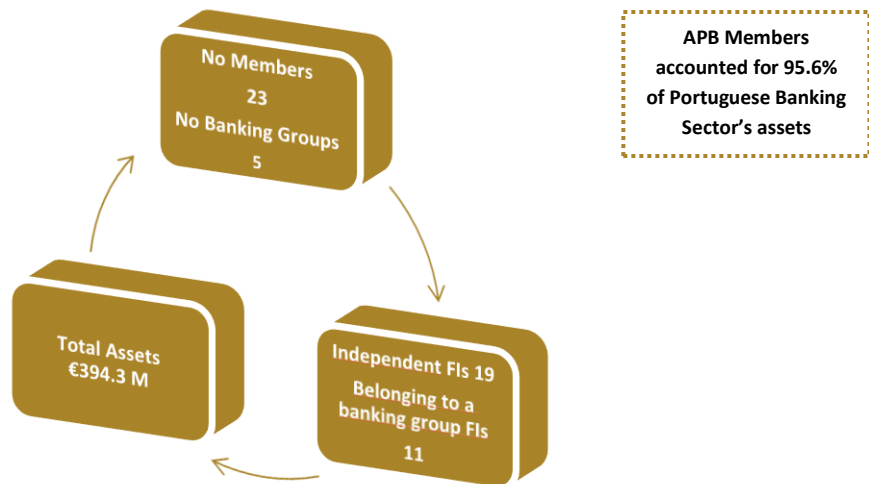 No Members
23
No Banking Groups
5
APB Members
accounted for 95.6%
of Portuguese Banking
Sector's assets
Total Assets
€394.3 M
Independent FIs 19
Belonging to a
banking group FIs
11